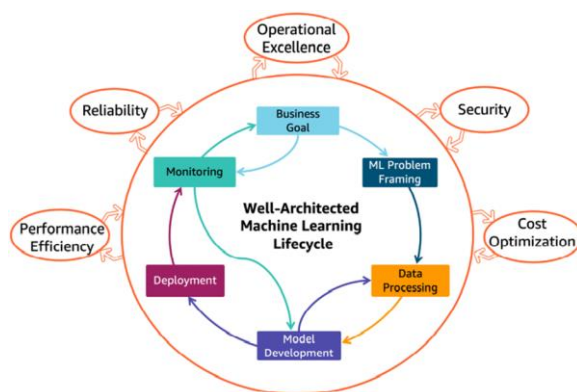 Operational
Excellence
Reliability
Security
Business
Goal
Monitoring
ML Problem
Framing
Well-Architected
Machine Learning
Lifecycle
Performance
Efficiency
Cost
Optimization
Deployment
Data
Processing
Model
Development